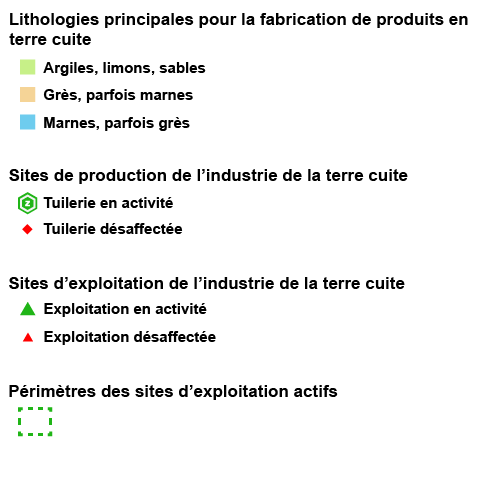 Lithologies principales pour la fabrication de produits en
terre cuite
Argiles, limons, sables
Grès, parfois marnes
Marnes, parfois grès
Sites de production de l’industrie de la terre cuite
Tuilerie en activité
Tuilerie désaffectée
Sites d’exploitation de l’industrie de la terre cuite
Exploitation en activité
Exploitation désaffectée
Périmètres des sites d’exploitation actifs